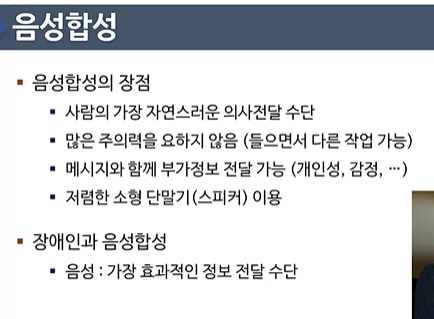 음성합성
음성합성의 장점
사람의 가장 자연스러운 의사전달 수단
많은 주의력을 요하지 않음 (들으면서 다른 작업 가능)
메시지와 함께 부가정보 전달 가능 (개인성, 감정, …)
저렴한 소형 단말기(스피커) 이용
장애인과 음성합성
음성 : 가장 효과적인 정보 전달 수단